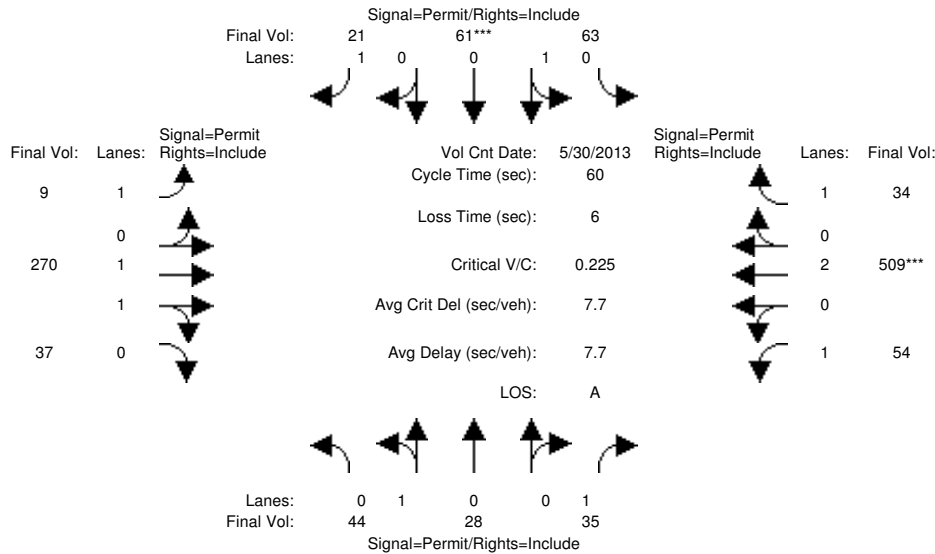 Signal=Permit/Rights=Include
Final Vol: 21 61*** 63
Lanes: 1 0 0 1 0
Signal=Permit Signal=Permit
Final Vol: Lanes: Rights=Include Vol Cnt Date: 5/30/2013 Rights=Include Lanes: Final Vol:
Cycle Time (sec): 60
9 1 1 34
Loss Time (sec): 6
0 0
270 1 Critical V/C: 0.225 2 509***
1 Avg Crit Del (sec/veh): 7.7 0
37 0 Avg Delay (sec/veh): 7.7 1 54
LOS: A
Lanes: 0 1 0 0 1
Final Vol: 44 28 35
Signal=Permit/Rights=Include